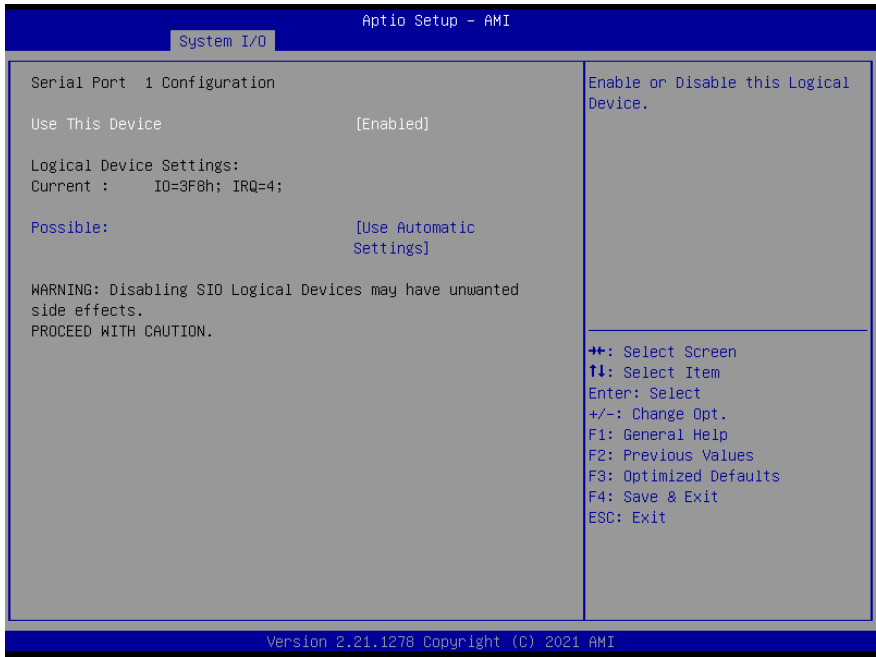 Aptio Setup - AMI
System I/O
Serial Port 1 Configuration
Use This Device [Enabled]
Logical Device Settings:
Current : IO=3F8h; IRQ=4;
Possible: [Use Automatic
Settings]
WARNING: Disabling SIO Logical Devices may have unwanted
side effects.
PROCEED WITH CAUTION.
Enable or Disable this Logical
Device.
→←: Select Screen
↑↓: Select Item
Enter: Select
+/-: Change Opt.
F1: General Help
F2: Previous Values
F3: Optimized Defaults
F4: Save & Exit
ESC: Exit
Version 2.21.1278 Copyright (C) 2021 AMI